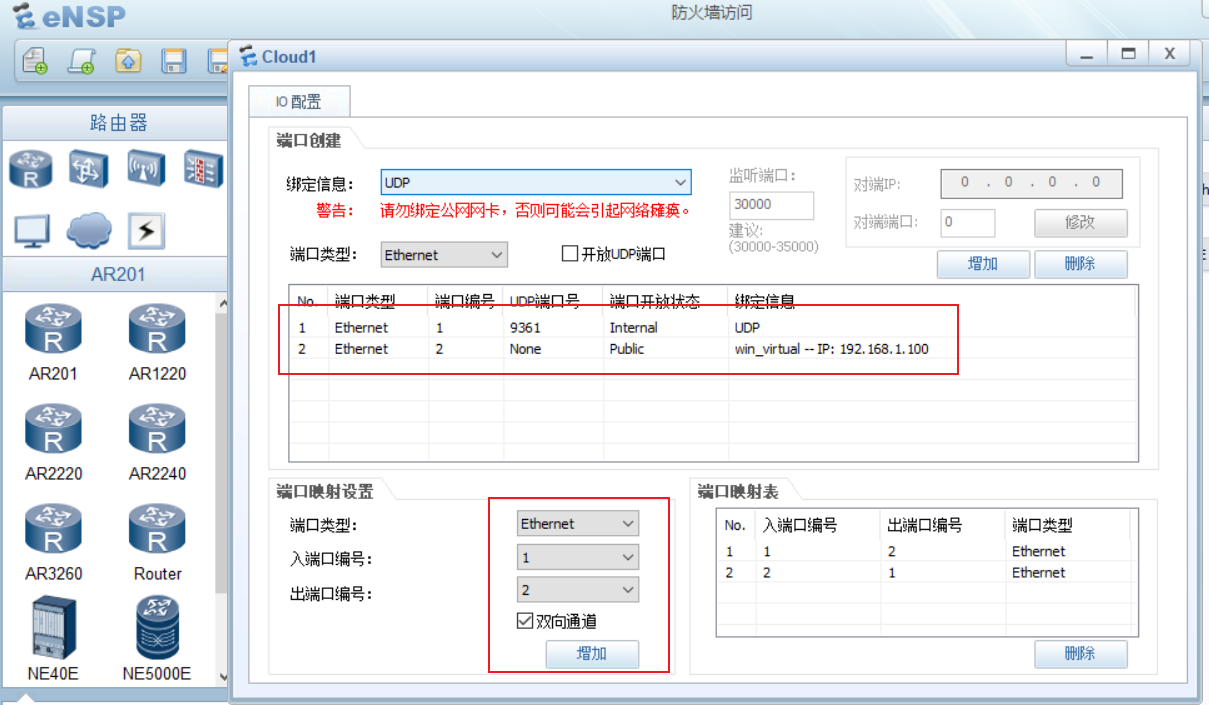 eNSP
防火墙访问
Cloud1
路由器
AR201
AR201
AR1220
AR2220
AR2240
AR3260
Router
NE40E
NE5000E
IO 配置
端口创建
绑定信息:
UDP
警告: 请勿绑定公网网卡，否则可能会引起网络瘫痪。
端口类型:
Ethernet
开放UDP端口
监听端口:
30000
建议:
(30000-35000)
对端IP:
0 . 0 . 0 . 0
对端端口:
0
修改
增加
删除
No. 端口类型 端口编号 UDP端口号 端口开放状态 绑定信息
1 Ethernet 1 9361 Internal UDP
2 Ethernet 2 None Public win_virtual -- IP: 192.168.1.100
端口映射设置
端口类型:
Ethernet
入端口编号:
1
出端口编号:
2
双向通道
增加
端口映射表
No. 入端口编号 出端口编号 端口类型
1 1 2 Ethernet
2 2 1 Ethernet
删除